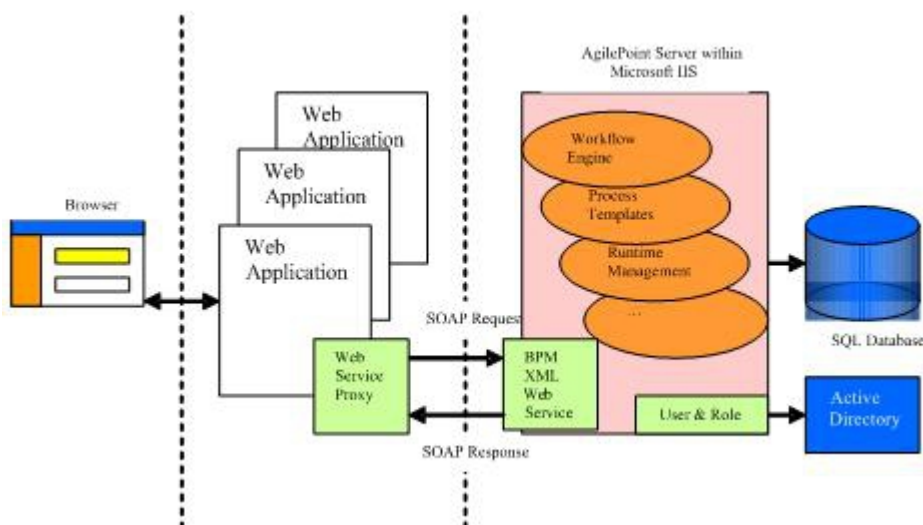 AgilePoint Server within
Microsoft IIS
Web
Application
Web
Application
Web
Application
Browser
Workflow
Engine
Process
Templates
Runtime
Management
...
SOAP Request
Web
Service
Proxy
BPM
XML
Web
Service
SOAP Response
User & Role
SQL Database
Active
Directory